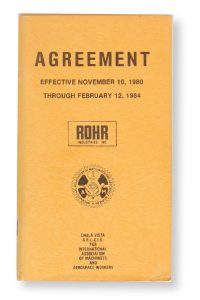 AGREEMENT
EFFECTIVE NOVEMBER 10, 1980
THROUGH FEBRUARY 12, 1984
ROHR
INDUSTRIES, INC.
CHULA VISTA
A.F.L.-C.I.O.
FOR
INTERNATIONAL
ASSOCIATION
OF MACHINISTS
AND
AEROSPACE WORKERS